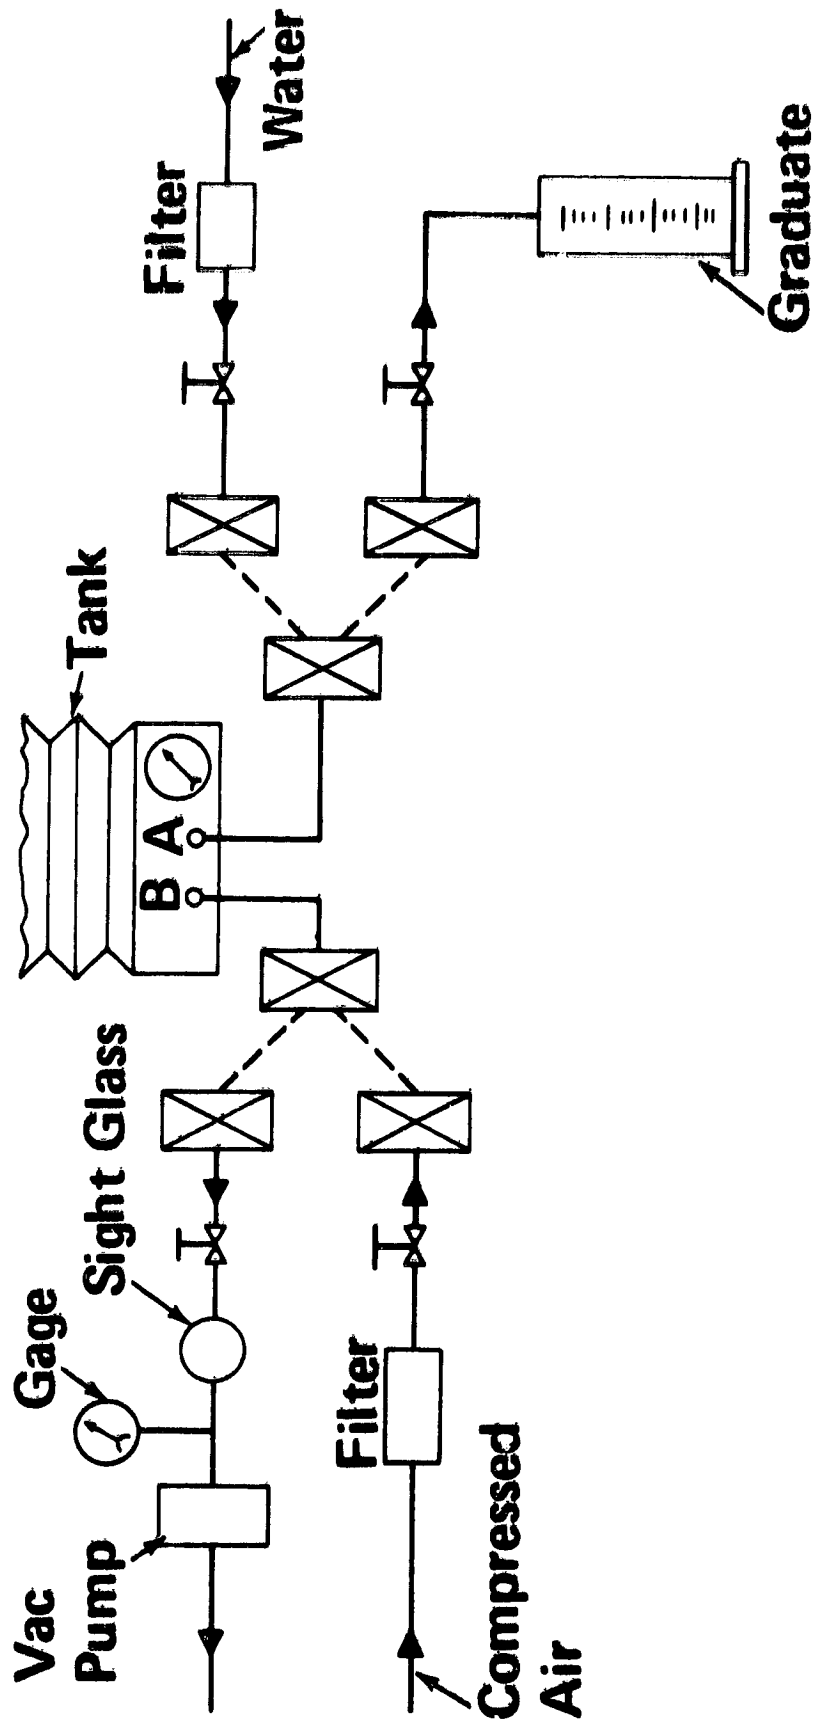 Vac
Pump
Gage
Sight Glass
Tank
B A
Filter
Water
Compressed
Air
Filter
Graduate